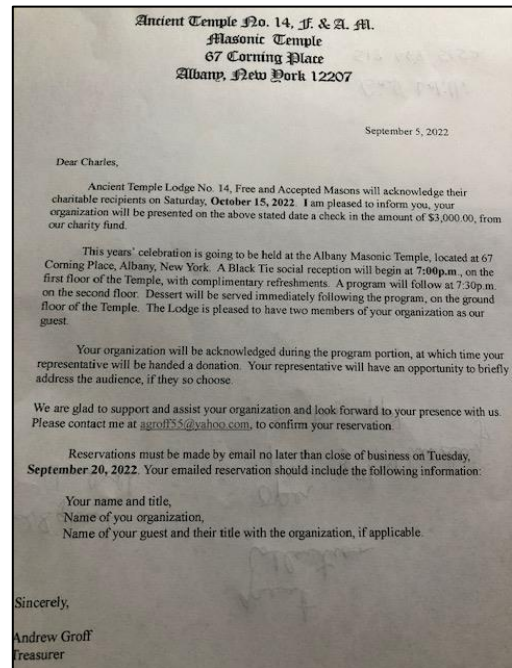 Ancient Temple No. 14, F. & A. M.
Masonic Temple
67 Corning Place
Albany, New York 12207
September 5, 2022
Dear Charles,
Ancient Temple Lodge No. 14, Free and Accepted Masons will acknowledge their
charitable recipients on Saturday, October 15, 2022. I am pleased to inform you, your
organization will be presented on the above stated date a check in the amount of $3,000.00, from
our charity fund.
This years' celebration is going to be held at the Albany Masonic Temple, located at 67
Corning Place, Albany, New York. A Black Tie social reception will begin at 7:00p.m., on the
first floor of the Temple, with complimentary refreshments. A program will follow at 7:30p.m.
on the second floor. Dessert will be served immediately following the program, on the ground
floor of the Temple. The Lodge is pleased to have two members of your organization as our
guest.
Your organization will be acknowledged during the program portion, at which time your
representative will be handed a donation. Your representative will have an opportunity to briefly
address the audience, if they so choose.
We are glad to support and assist your organization and look forward to your presence with us.
Please contact me at agroff55@yahoo.com, to confirm your reservation.
Reservations must be made by email no later than close of business on Tuesday,
September 20, 2022. Your emailed reservation should include the following information:
Your name and title,
Name of you organization,
Name of your guest and their title with the organization, if applicable.
Sincerely,
Andrew Groff
Treasurer